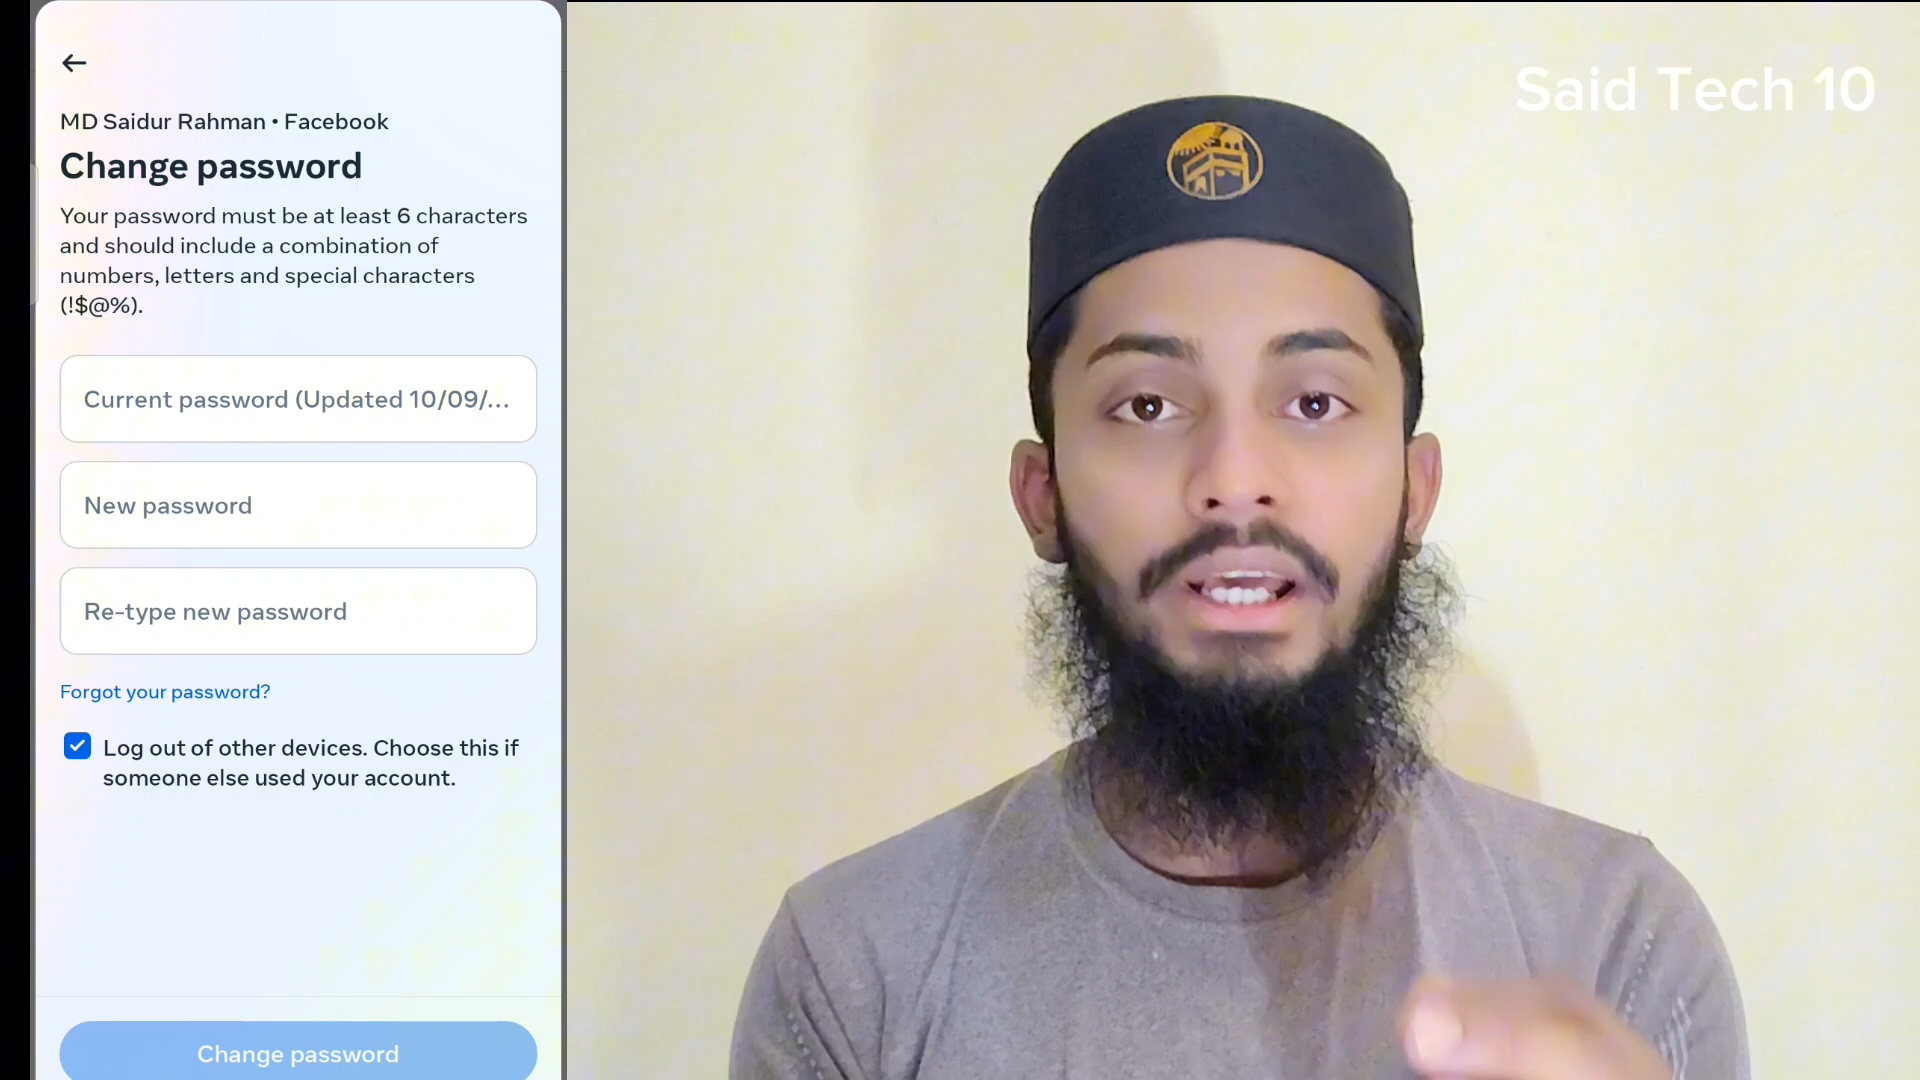 MD Saidur Rahman • Facebook
Change password
Your password must be at least 6 characters
and should include a combination of
numbers, letters and special characters
(!$@%).
Current password (Updated 10/09/...
New password
Re-type new password
Forgot your password?
Log out of other devices. Choose this if
someone else used your account.
Change password
Said Tech 10